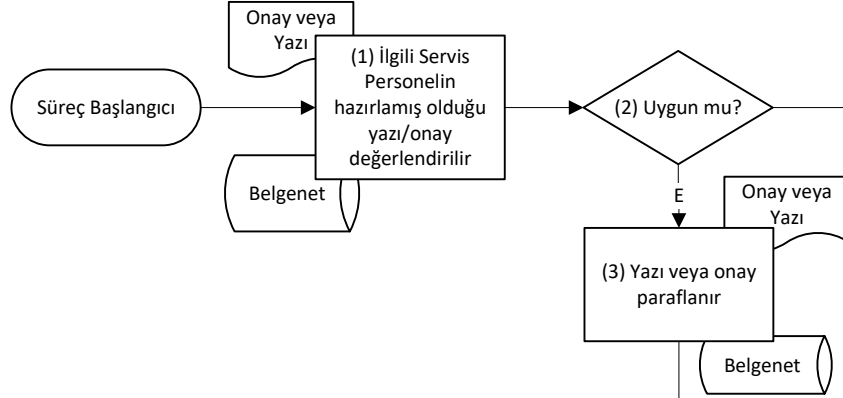 Onay veya
Yazı
Süreç Başlangıcı
(1) İlgili Servis
Personelin
hazırlamış olduğu
yazı/onay
değerlendirilir
Belgenet
(2) Uygun mu?
E
Onay veya
Yazı
(3) Yazı veya onay
paraflanır
Belgenet